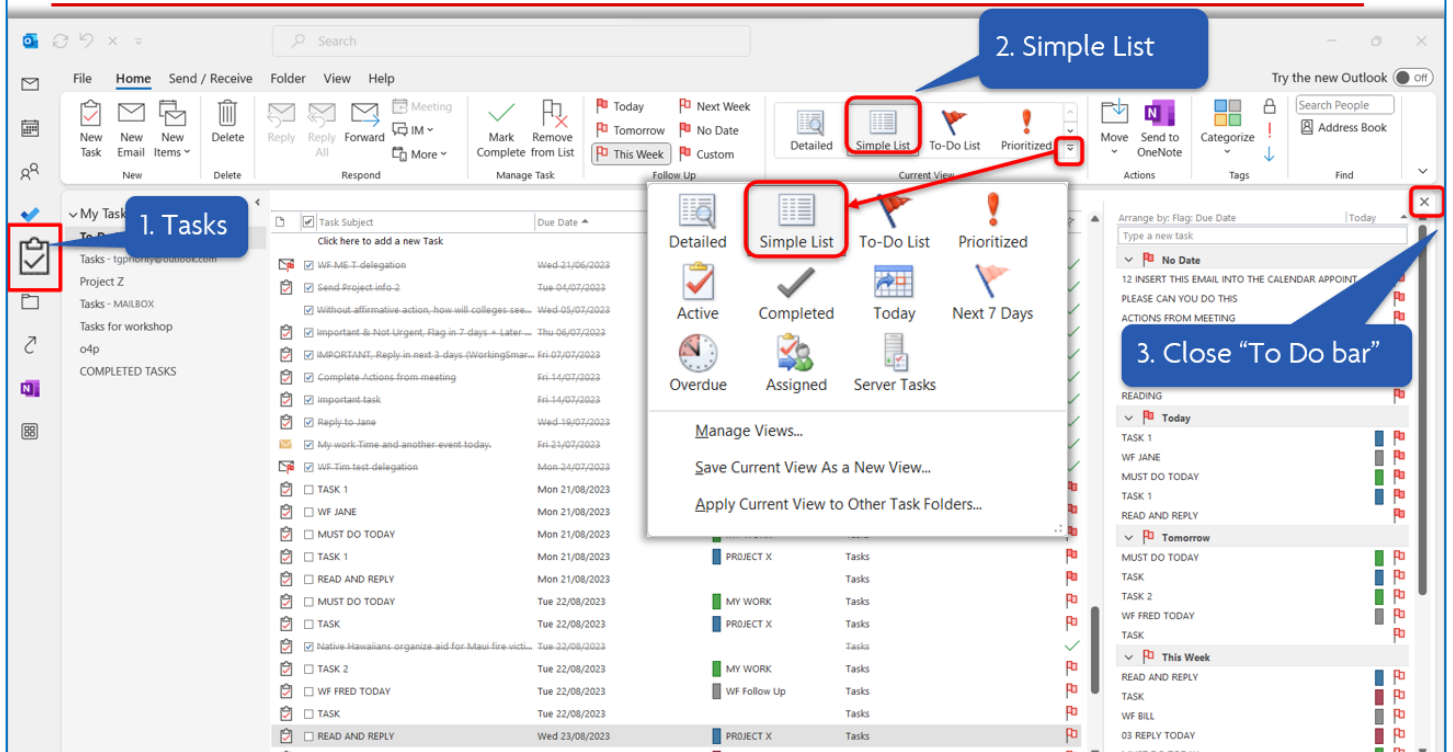 2. Simple List
Search
File Home Send / Receive Folder View Help
Try the new Outlook Off
New Task
New Email
New Items
Delete
Reply
Reply All
Forward
Meeting
IM
More
Mark Complete
Remove from List
Today
Tomorrow
This Week
Next Week
No Date
Custom
Detailed
Simple List
To-Do List
Prioritized
Move
Send to OneNote
Categorize
Search People
Address Book
New
Delete
Respond
Manage Task
Follow Up
Current View
Actions
Tags
Find
1. Tasks
My Task
Tasks - tgpriority@outlook.com
Project Z
Tasks - MAILBOX
Tasks for workshop
o4p
COMPLETED TASKS
Task Subject Due Date
Click here to add a new Task
WF ME T delegation Wed 21/06/2023
Send Project info 2 Tue 04/07/2023
Without affirmative action, how will colleges see... Wed 05/07/2023
Important & Not Urgent, Flag in 7 days + Later ... Thu 06/07/2023
IMPORTANT, Reply in next 3 days (WorkingSmar... Fri 07/07/2023
Complete Actions from meeting Fri 14/07/2023
Important task Fri 14/07/2023
Reply to Jane Wed 19/07/2023
My work Time and another event today. Fri 21/07/2023
WF Tim test delegation Mon 24/07/2023
TASK 1 Mon 21/08/2023
WF JANE Mon 21/08/2023
MUST DO TODAY Mon 21/08/2023
TASK 1 Mon 21/08/2023 PROJECT X Tasks
READ AND REPLY Mon 21/08/2023 Tasks
MUST DO TODAY Tue 22/08/2023 MY WORK Tasks
TASK Tue 22/08/2023 PROJECT X Tasks
Native Hawaiians organize aid for Maui fire victi... Tue 22/08/2023 Tasks
TASK 2 Tue 22/08/2023 MY WORK Tasks
WF FRED TODAY Tue 22/08/2023 WF Follow Up Tasks
TASK Tue 22/08/2023 Tasks
READ AND REPLY Wed 23/08/2023 PROJECT X Tasks
Detailed Simple List To-Do List Prioritized
Active Completed Today Next 7 Days
Overdue Assigned Server Tasks
Manage Views...
Save Current View As a New View...
Apply Current View to Other Task Folders...
Arrange by: Flag: Due Date Today
Type a new task
No Date
12 INSERT THIS EMAIL INTO THE CALENDAR APPOINT
PLEASE CAN YOU DO THIS
ACTIONS FROM MEETING
3. Close “To Do bar”
READING
Today
TASK 1
WF JANE
MUST DO TODAY
TASK 1
READ AND REPLY
Tomorrow
MUST DO TODAY
TASK
TASK 2
WF FRED TODAY
TASK
This Week
READ AND REPLY
TASK
WF BILL
03 REPLY TODAY